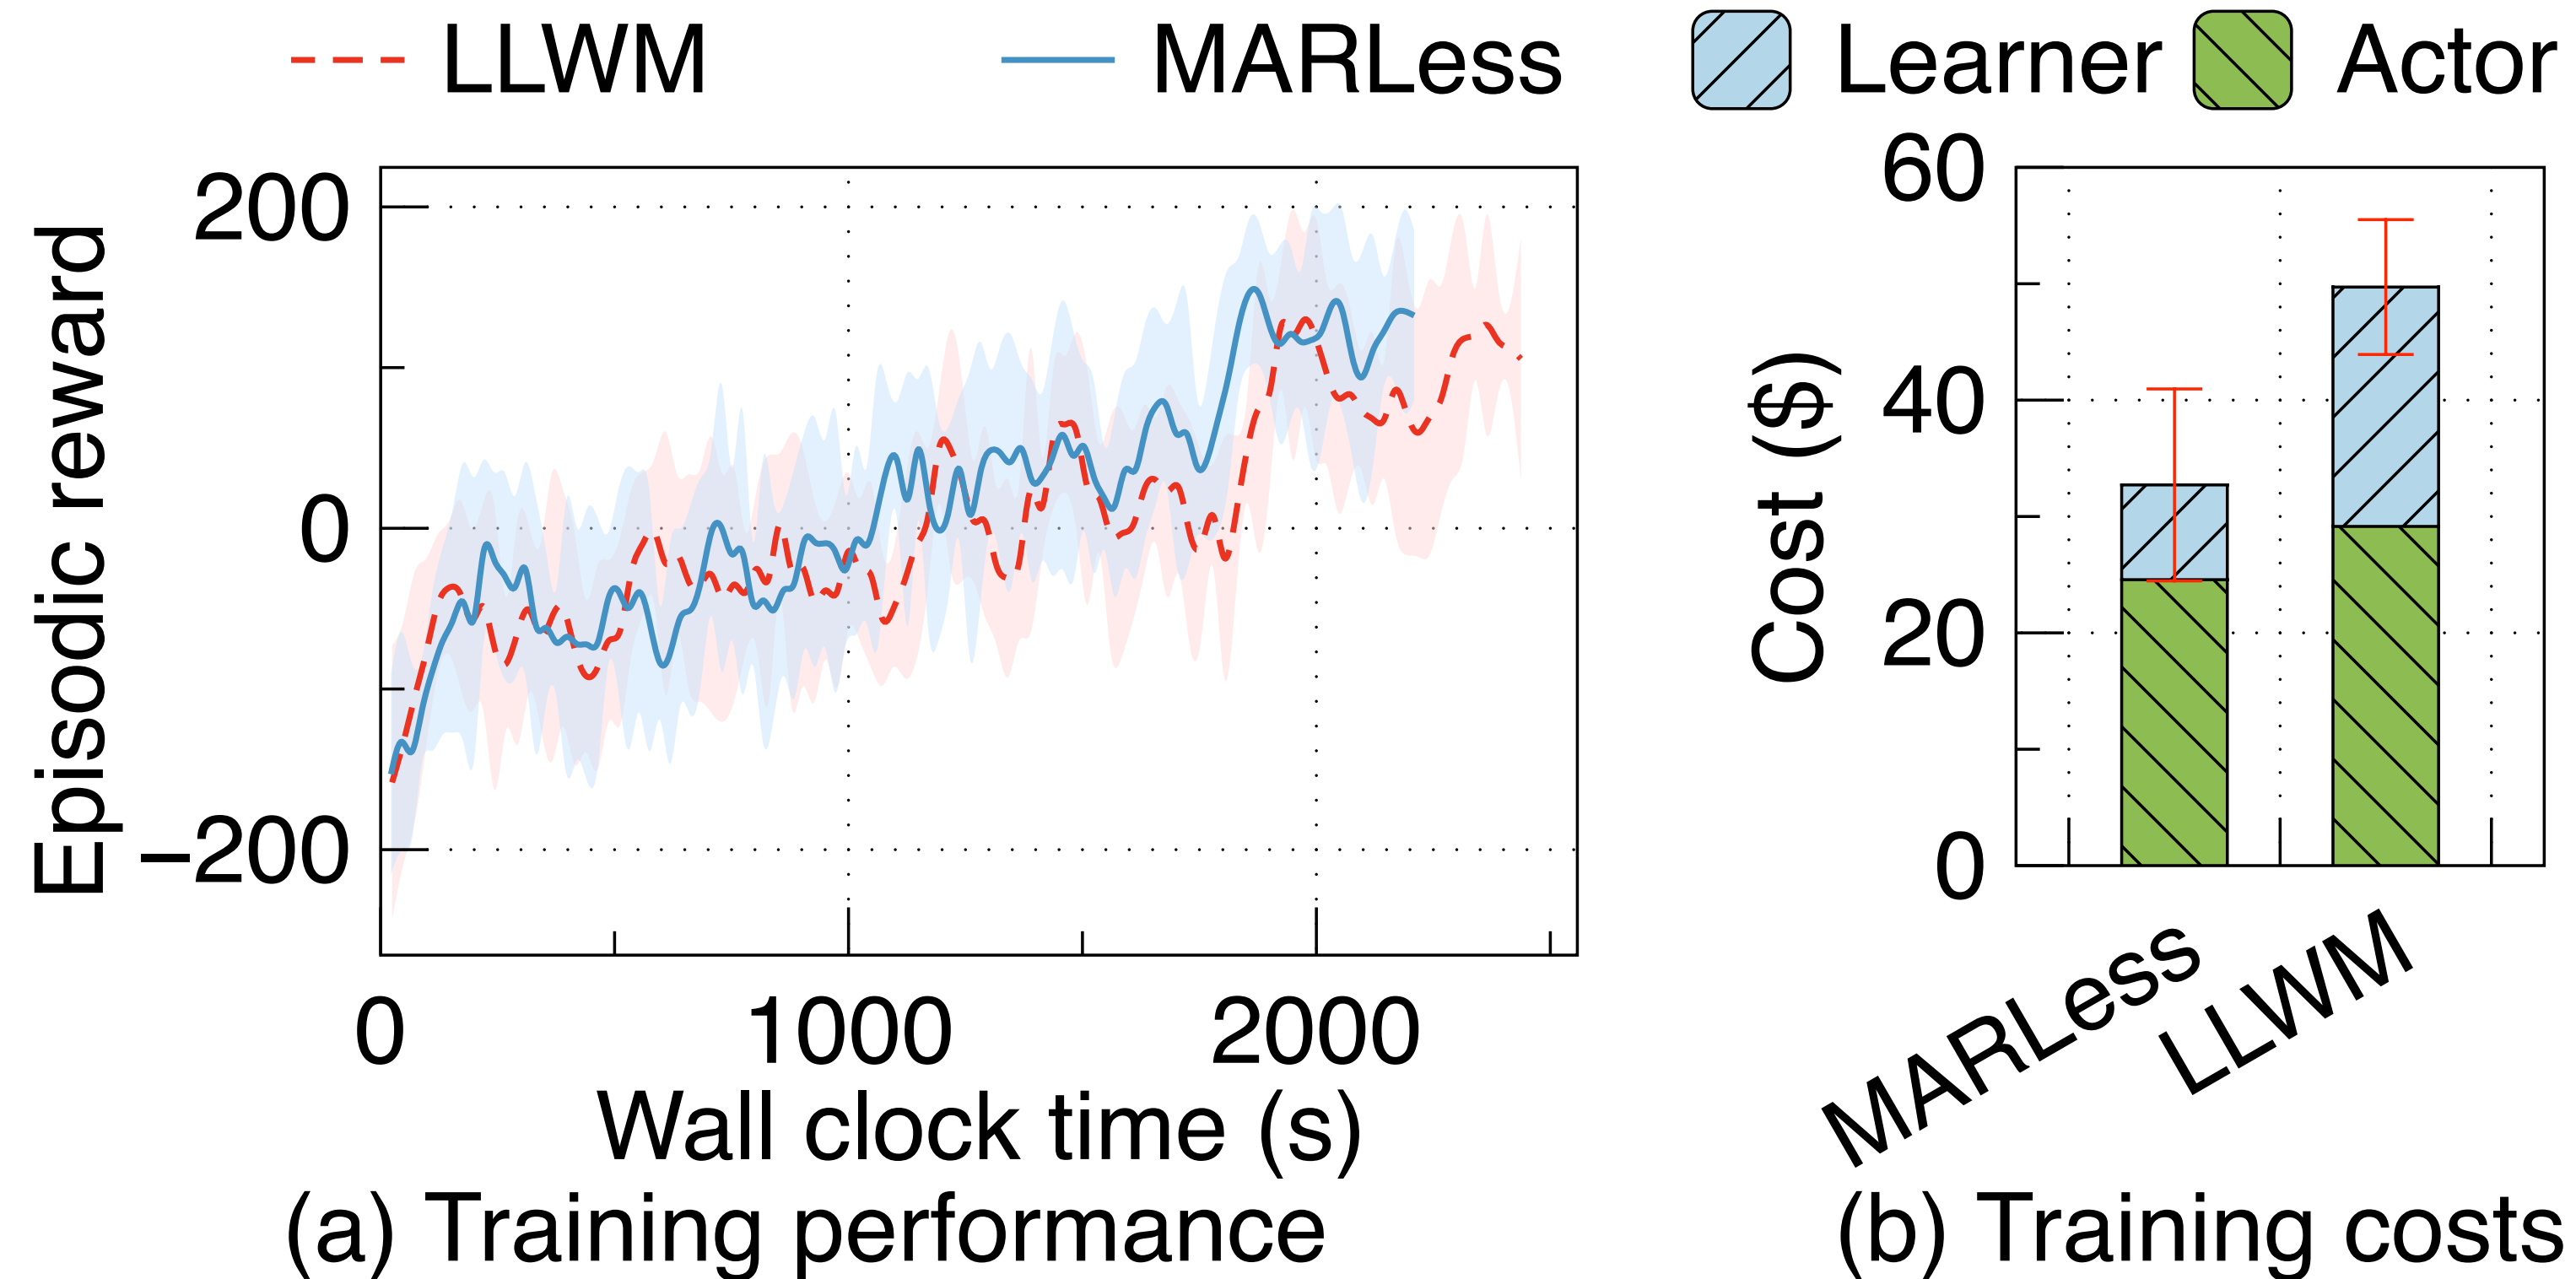 LLWM MARLess Learner Actor
Episodic reward
200
0
−200
0 1000 2000
Wall clock time (s)
(a) Training performance
Cost ($)
60
40
20
0
MARLess
LLWM
(b) Training costs